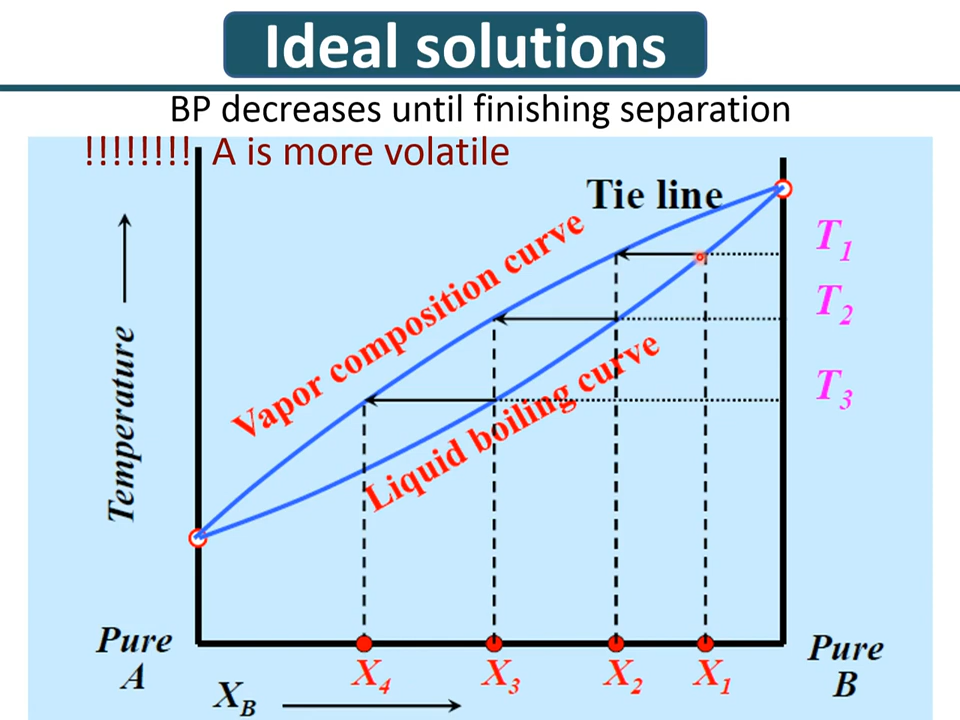 Ideal solutions
BP decreases until finishing separation
!!!!!!!! A is more volatile
Tie line
Vapor composition curve
T1
T2
T3
Liquid boiling curve
Temperature
Pure
A
X4
X3
X2
X1
Pure
B
XB